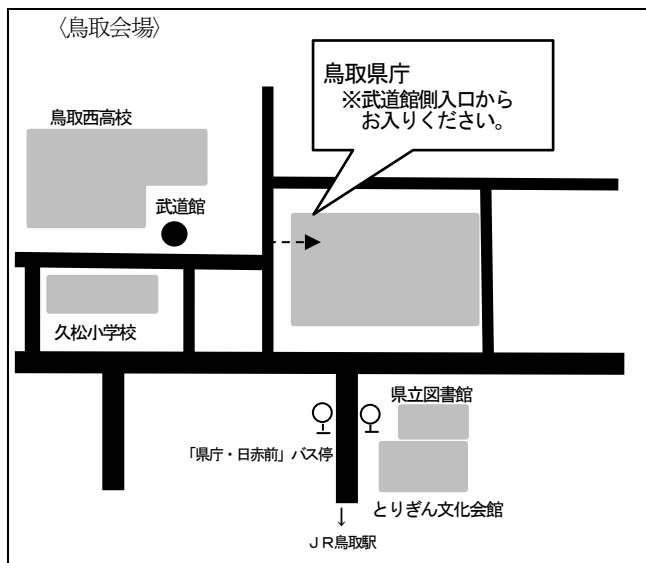 〈鳥取会場〉
鳥取県庁
※武道館側入口から
お入りください。
鳥取西高校
武道館
久松小学校
県立図書館
「県庁・日赤前」バス停
とりぎん文化会館
↓
ＪＲ鳥取駅